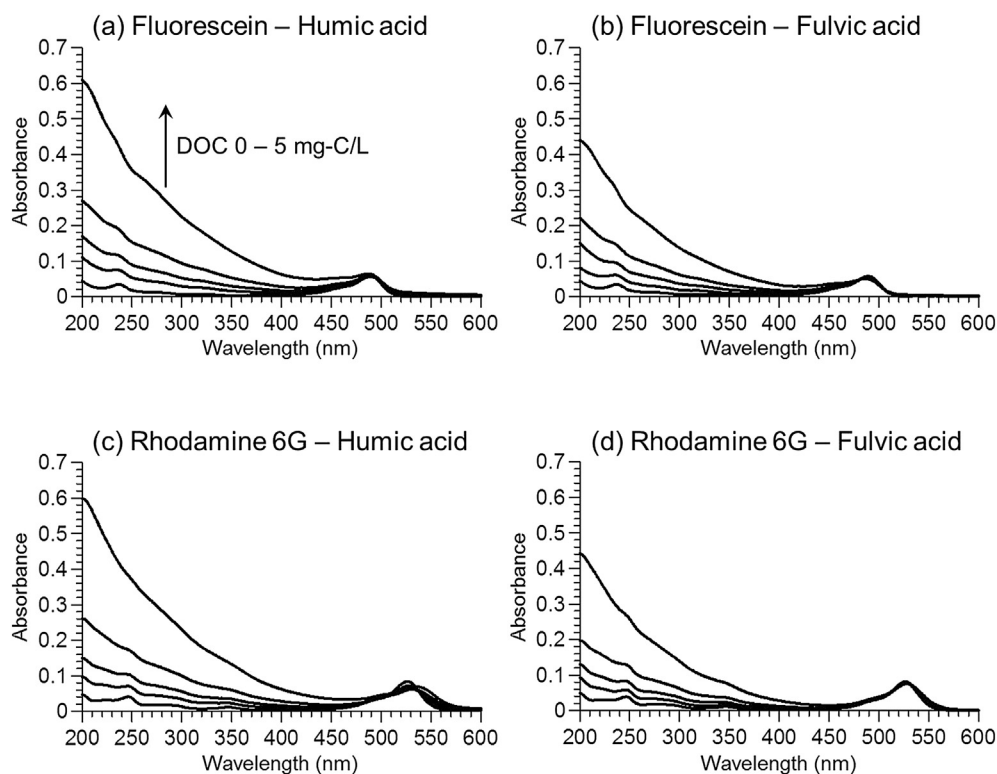 (a) Fluorescein – Humic acid
0.7
0.6
0.5
0.4
0.3
0.2
0.1
0
Absorbance
DOC 0 – 5 mg-C/L
200 250 300 350 400 450 500 550 600
Wavelength (nm)
(b) Fluorescein – Fulvic acid
0.7
0.6
0.5
0.4
0.3
0.2
0.1
0
Absorbance
200 250 300 350 400 450 500 550 600
Wavelength (nm)
(c) Rhodamine 6G – Humic acid
0.7
0.6
0.5
0.4
0.3
0.2
0.1
0
Absorbance
200 250 300 350 400 450 500 550 600
Wavelength (nm)
(d) Rhodamine 6G – Fulvic acid
0.7
0.6
0.5
0.4
0.3
0.2
0.1
0
Absorbance
200 250 300 350 400 450 500 550 600
Wavelength (nm)